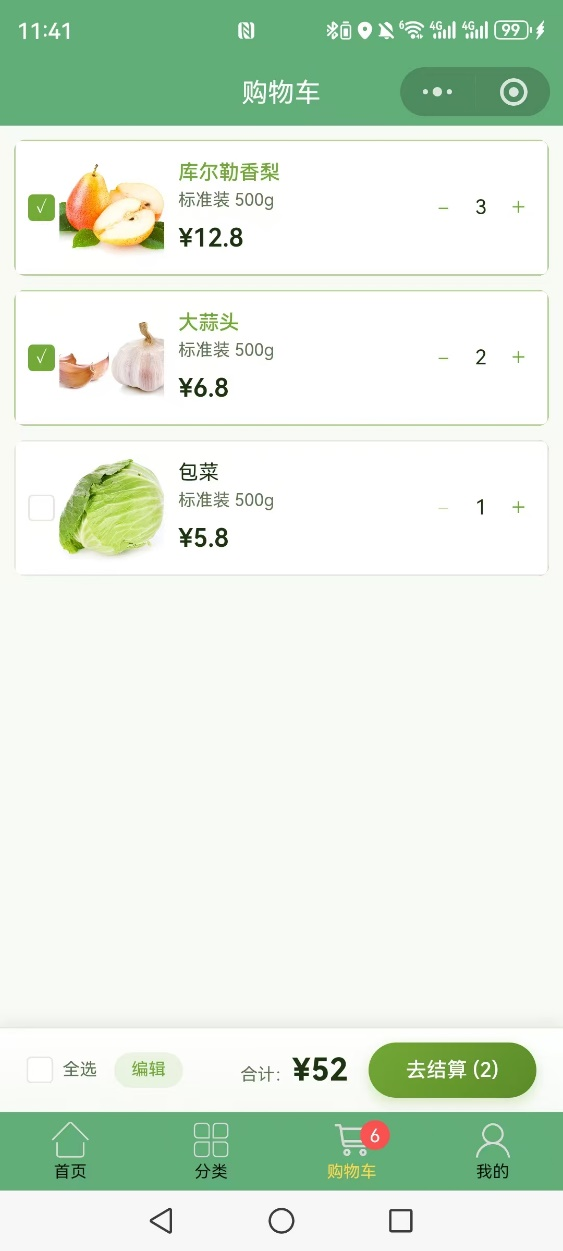 11:41
6 4G 4G 99
购物车
库尔勒香梨
标准装 500g
¥12.8
− 3 +
大蒜头
标准装 500g
¥6.8
− 2 +
包菜
标准装 500g
¥5.8
− 1 +
全选 编辑 合计: ¥52 去结算 (2)
6
首页 分类 购物车 我的